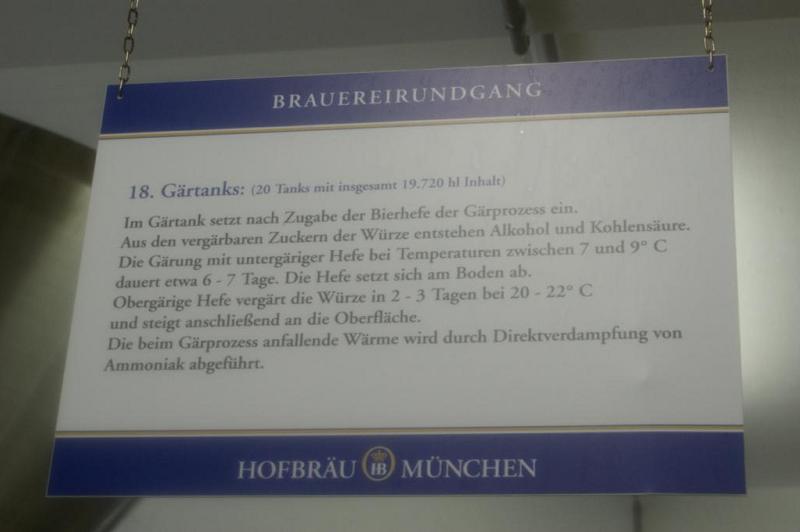 BRAUEREIRUNDGANG
18. Gärtanks: (20 Tanks mit insgesamt 19.720 hl Inhalt)
Im Gärtank setzt nach Zugabe der Bierhefe der Gärprozess ein.
Aus den vergärbaren Zuckern der Würze entstehen Alkohol und Kohlensäure.
Die Gärung mit untergäriger Hefe bei Temperaturen zwischen 7 und 9° C
dauert etwa 6 - 7 Tage. Die Hefe setzt sich am Boden ab.
Obergärige Hefe vergärt die Würze in 2 - 3 Tagen bei 20 - 22° C
und steigt anschließend an die Oberfläche.
Die beim Gärprozess anfallende Wärme wird durch Direktverdampfung von
Ammoniak abgeführt.
HOFBRÄU HB MÜNCHEN